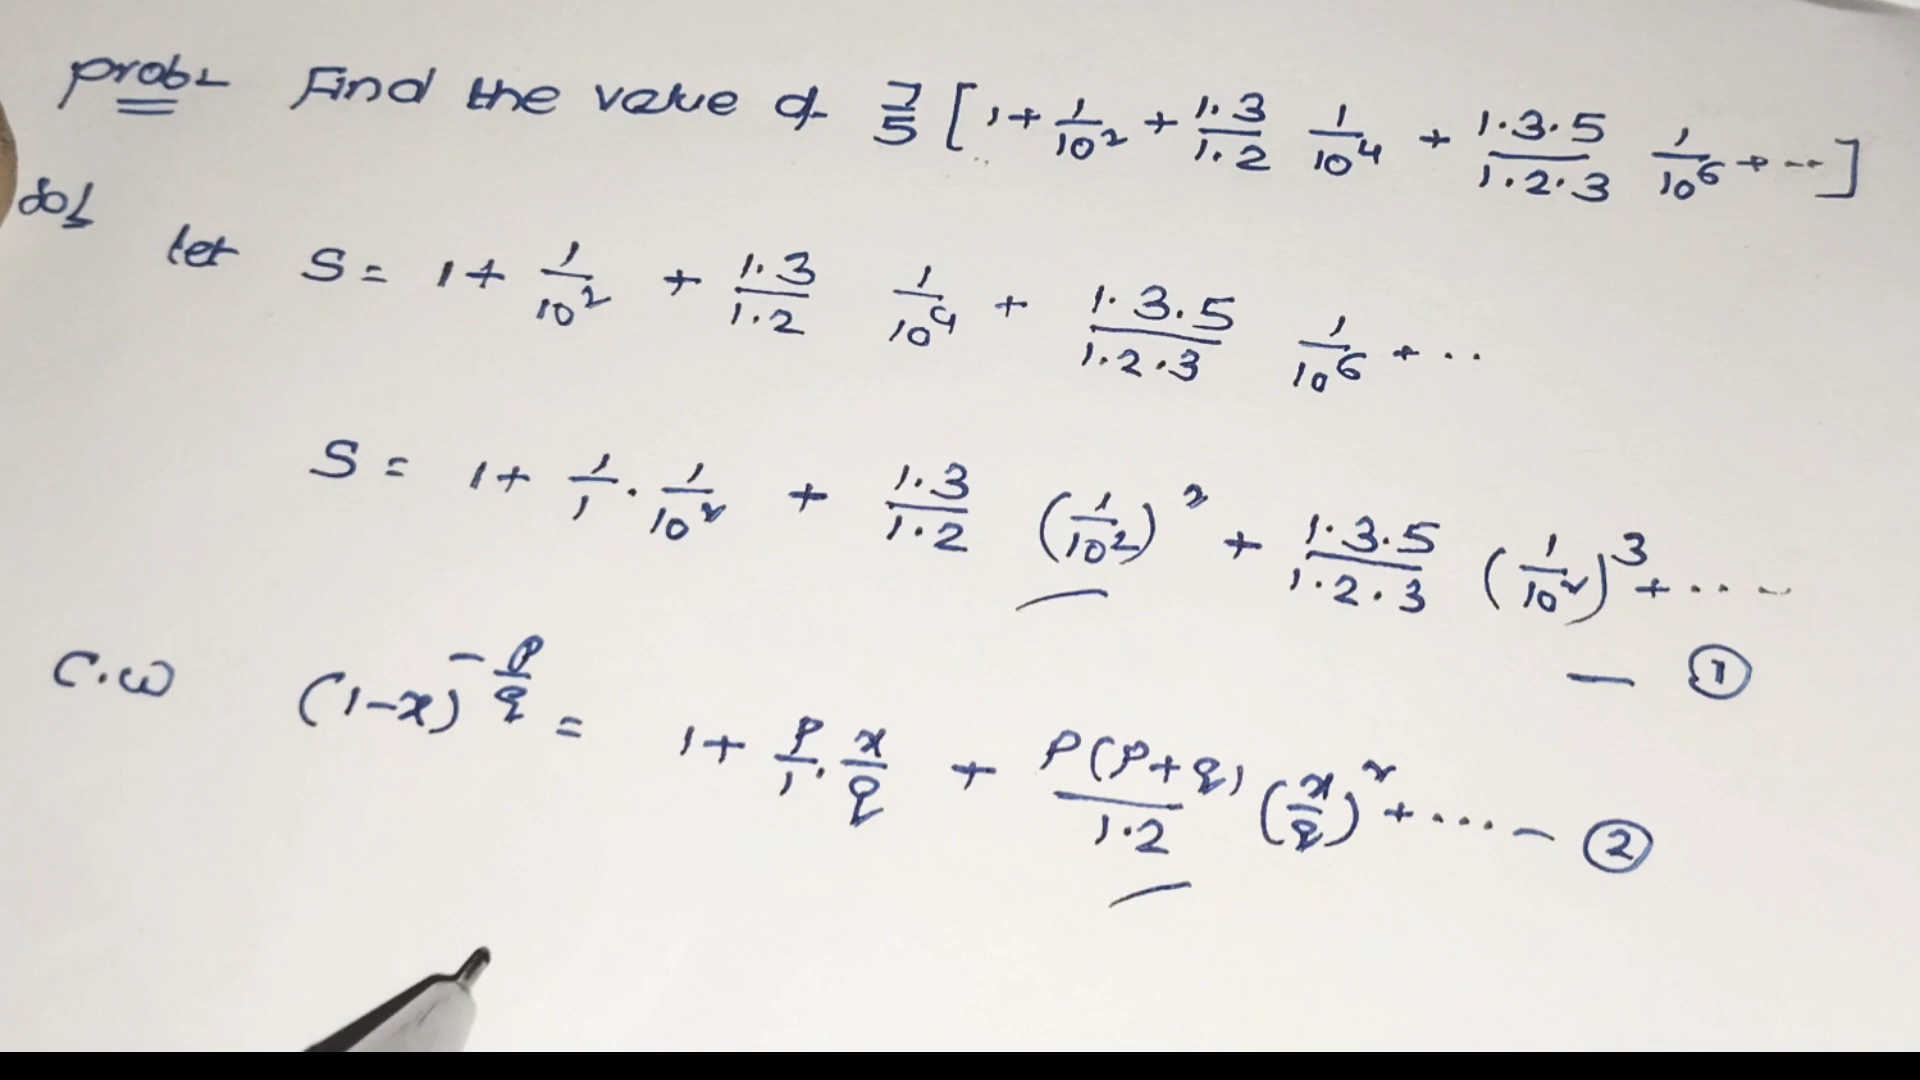 prob:- Find the value of 7/5 [1 + 1/10² + 1.3/1.2 1/10⁴ + 1.3.5/1.2.3 1/10⁶ + ...]
Sol
let S = 1 + 1/10² + 1.3/1.2 1/10⁴ + 1.3.5/1.2.3 1/10⁶ + ..
S = 1 + 1/1 . 1/10² + 1.3/1.2 (1/10²)² + 1.3.5/1.2.3 (1/10²)³ + .... — ①
C.W (1-x)^(-p/q) = 1 + p/1 . x/q + P(P+q)/1.2 (x/q)² + .... — ②